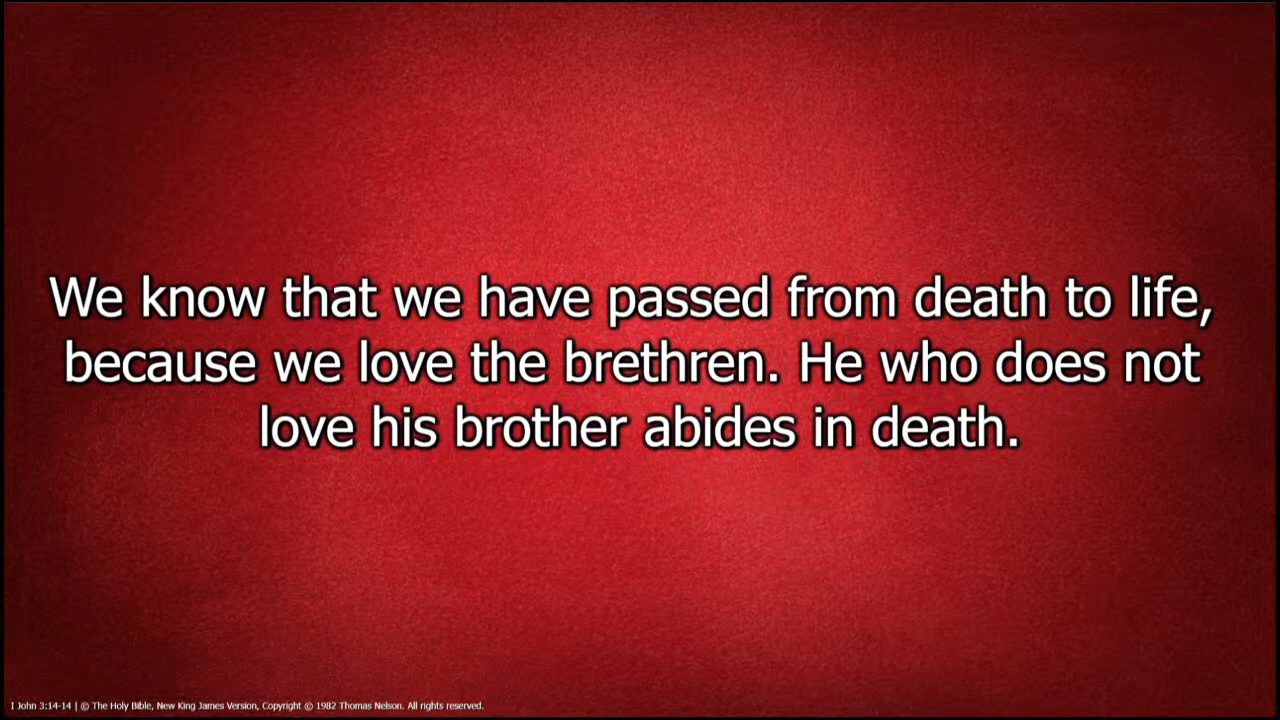 We know that we have passed from death to life,
because we love the brethren. He who does not
love his brother abides in death.
I John 3:14-14 | © The Holy Bible, New King James Version, Copyright © 1982 Thomas Nelson. All rights reserved.